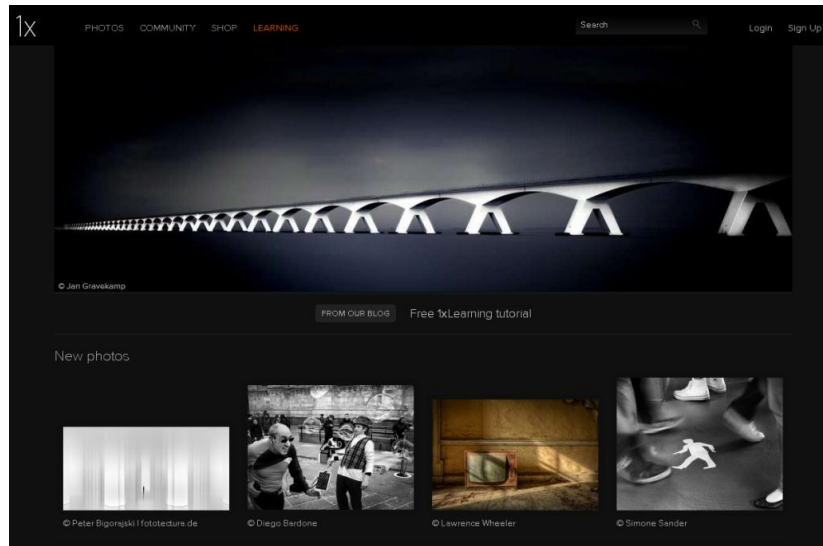 1x
PHOTOS COMMUNITY SHOP LEARNING
Search
Login Sign Up
© Jan Gravekamp
FROM OUR BLOG Free 1xLearning tutorial
New photos
© Peter Bigorajski | fototectura.de
© Diego Bardone
© Lawrence Wheeler
© Simone Sander